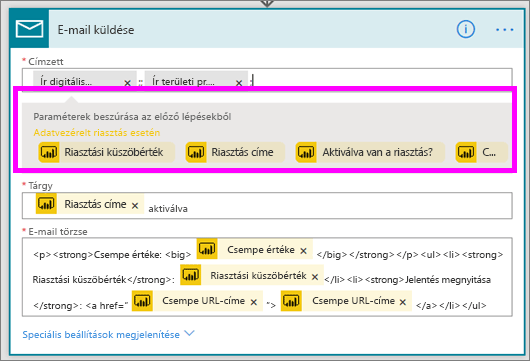 E-mail küldése
* Címzett
Ír digitális... × ; Ír területi pr.... × ;
Paraméterek beszúrása az előző lépésekből
Adatvezérelt riasztás esetén
Riasztási küszöbérték Riasztás címe Aktiválva van a riasztás? C...
* Tárgy
Riasztás címe × aktiválva
* E-mail törzse
<p><strong>Csempe értéke: <big> Csempe értéke × </big></strong></p><ul><li><strong>
Riasztási küszöbérték</strong>: Riasztási küszöbérték × </li><li><strong>Jelentés megnyitása
</strong>: <a href=" Csempe URL-címe × "> Csempe URL-címe × </a></li></ul>
Speciális beállítások megjelenítése